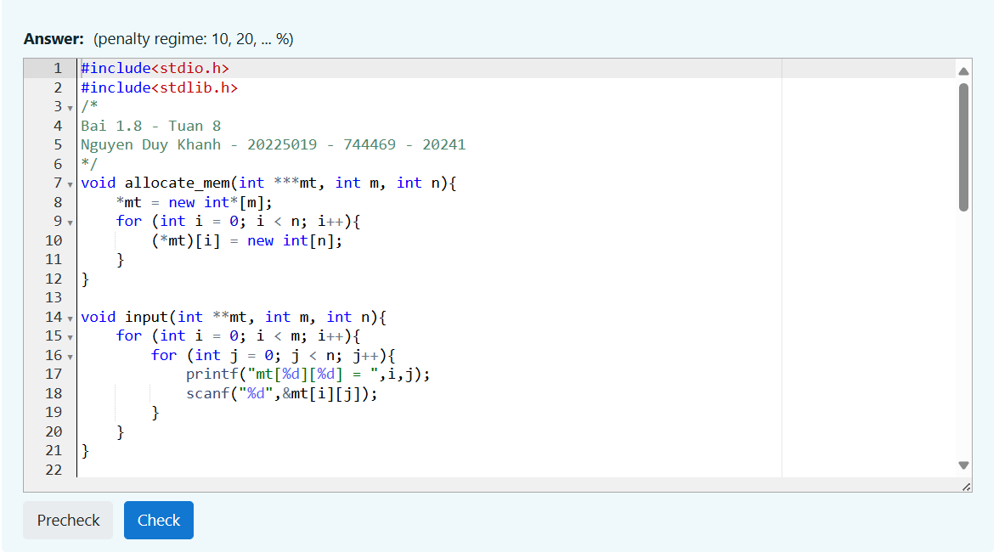 Answer: (penalty regime: 10, 20, ... %)
1 #include<stdio.h>
2 #include<stdlib.h>
3 /*
4 Bai 1.8 - Tuan 8
5 Nguyen Duy Khanh - 20225019 - 744469 - 20241
6 */
7 void allocate_mem(int ***mt, int m, int n){
8     *mt = new int*[m];
9     for (int i = 0; i < n; i++){
10         (*mt)[i] = new int[n];
11     }
12 }
13
14 void input(int **mt, int m, int n){
15     for (int i = 0; i < m; i++){
16         for (int j = 0; j < n; j++){
17             printf("mt[%d][%d] = ",i,j);
18             scanf("%d",&mt[i][j]);
19         }
20     }
21 }
22
Precheck Check